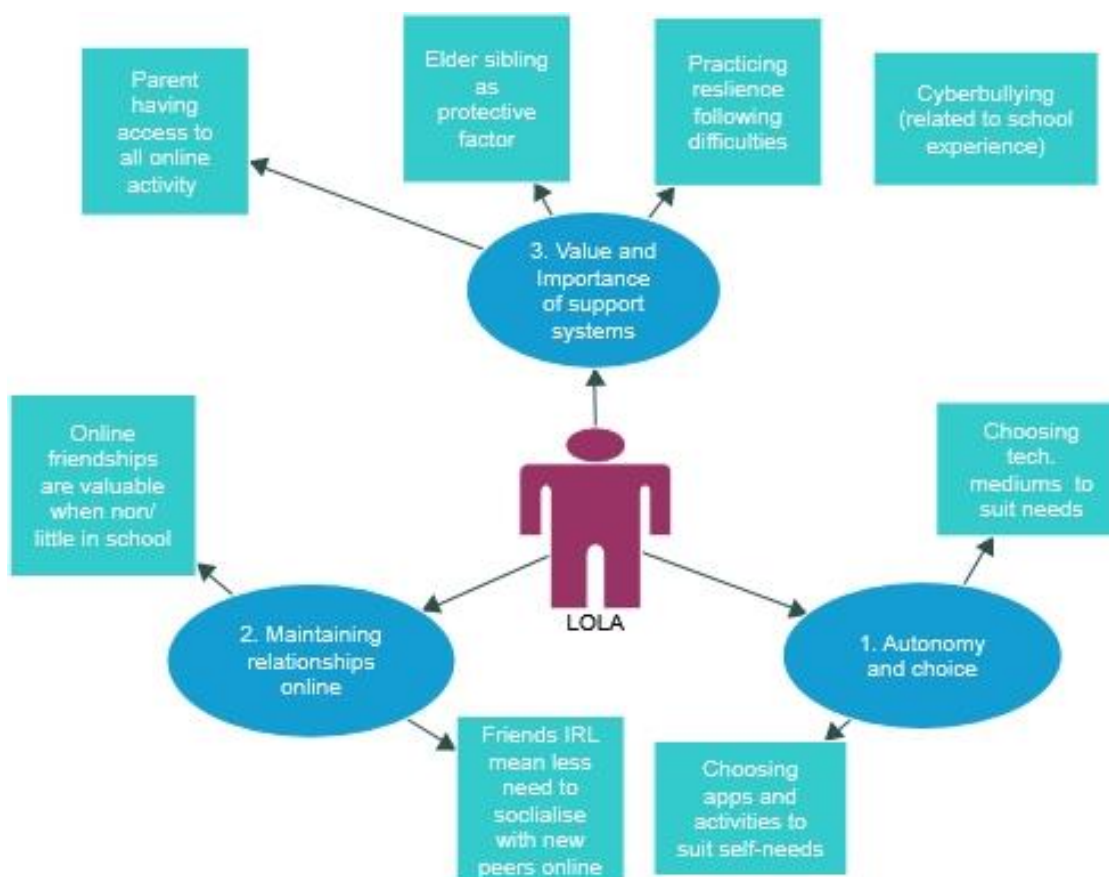 Parent
having
access to
all online
activity
Elder sibling
as
protective
factor
Practicing
reslience
following
difficulties
Cyberbullying
(related to school
experience)
3. Value and
Importance
of support
systems
Online
friendships
are valuable
when non/
little in school
Choosing
tech.
mediums to
suit needs
LOLA
2. Maintaining
relationships
online
1. Autonomy
and choice
Friends IRL
mean less
need to
soclialise
with new
peers online
Choosing
apps and
activities to
suit self-needs